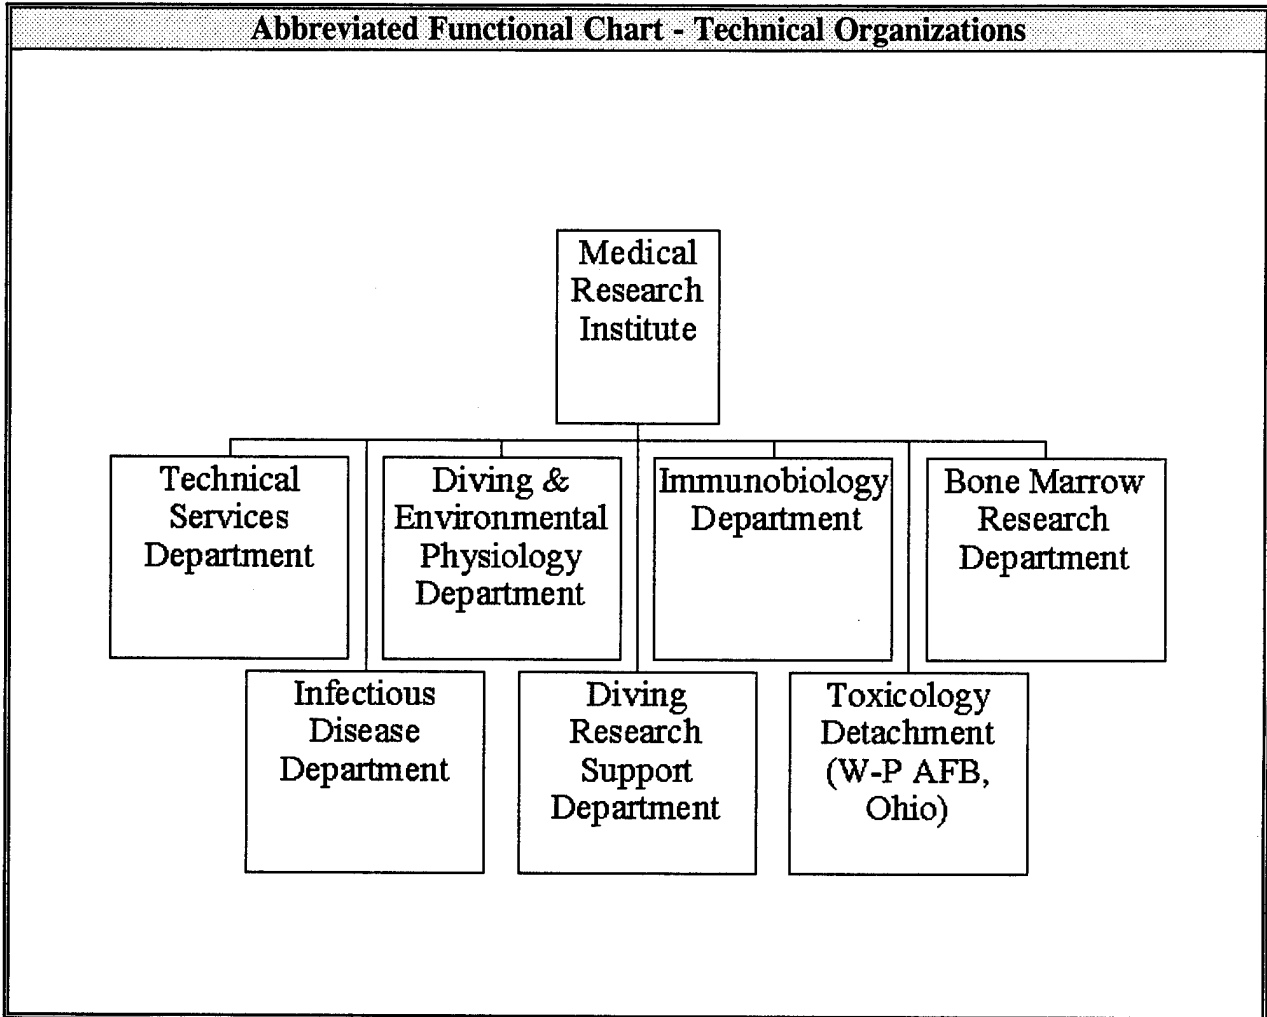 Abbreviated Functional Chart - Technical Organizations
Medical
Research
Institute
Technical
Services
Department
Diving &
Environmental
Physiology
Department
Immunobiology
Department
Bone Marrow
Research
Department
Infectious
Disease
Department
Diving
Research
Support
Department
Toxicology
Detachment
(W-P AFB,
Ohio)